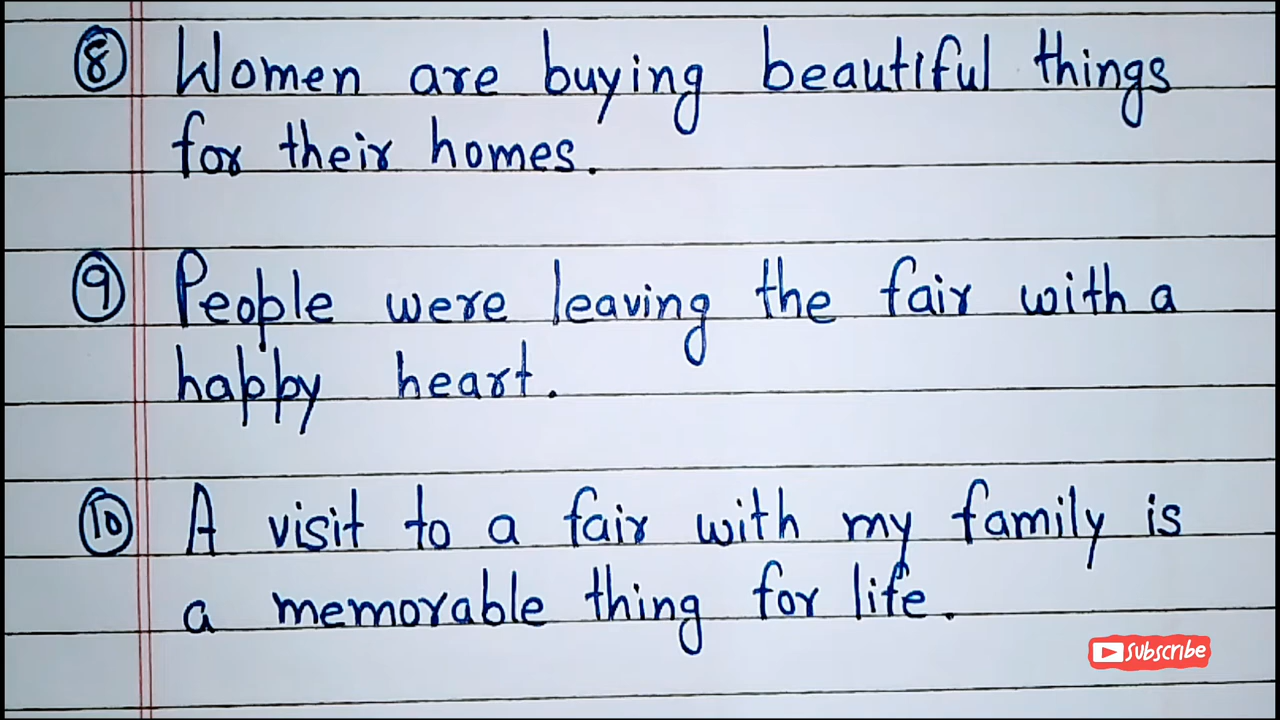 8 Women are buying beautiful things
for their homes.
9 People were leaving the fair with a
happy heart.
10 A visit to a fair with my family is
a memorable thing for life.
Subscribe